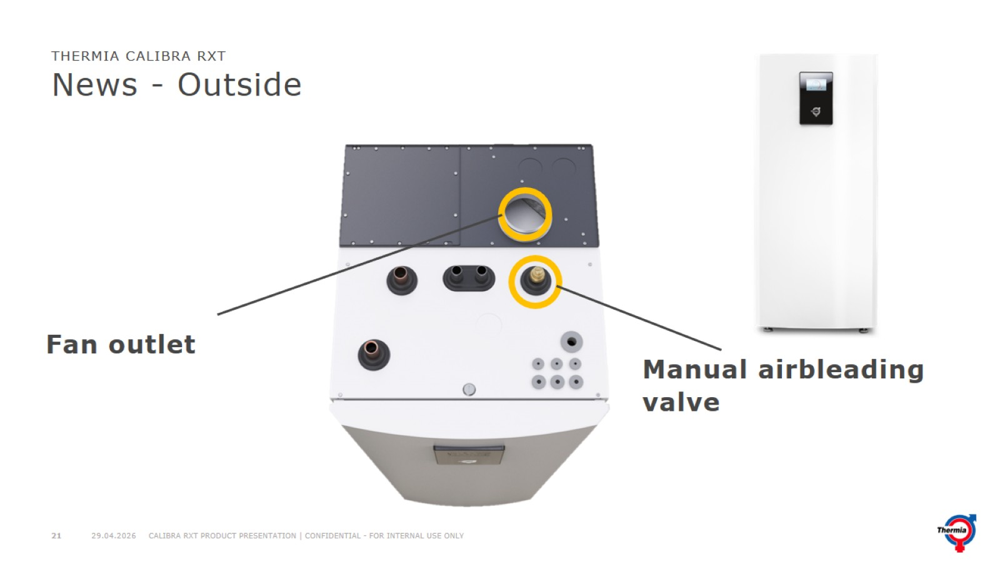 THERMIA CALIBRA RXT
News - Outside
Fan outlet
Manual airbleading
valve
21 29.04.2026 CALIBRA RXT PRODUCT PRESENTATION | CONFIDENTIAL - FOR INTERNAL USE ONLY
Thermia